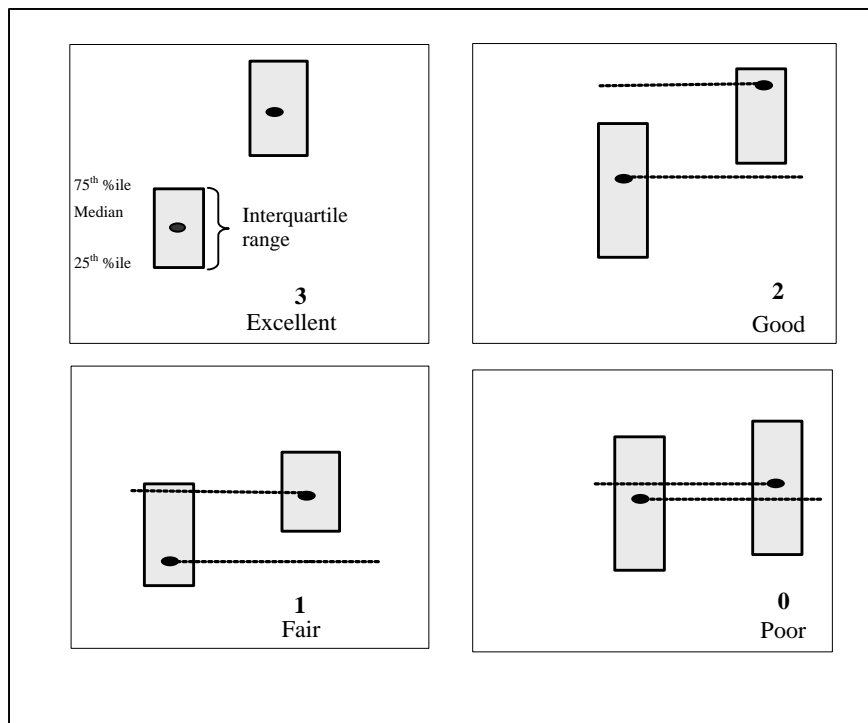 75th %ile
Median
25th %ile
Interquartile
range
3
Excellent
2
Good
1
Fair
0
Poor